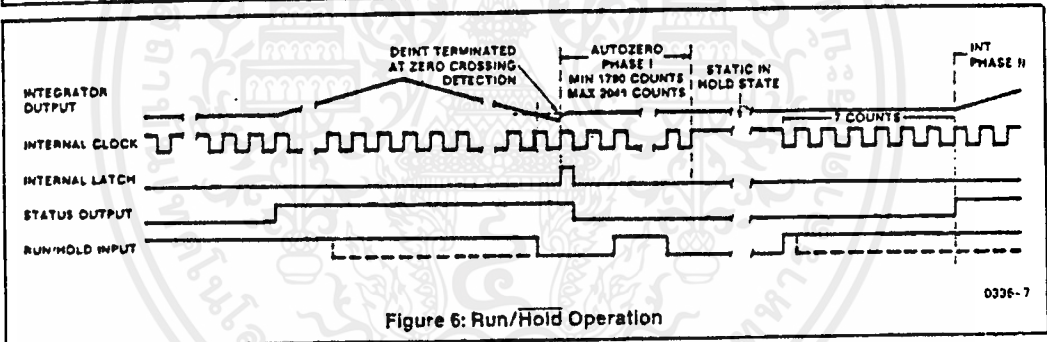 DEINT TERMINATED
AT ZERO CROSSING
DETECTION
AUTOZERO
PHASE I
MIN 1790 COUNTS
MAX 2041 COUNTS
STATIC IN
HOLD STATE
INT
PHASE II
INTEGRATOR
OUTPUT
7 COUNTS
INTERNAL CLOCK
INTERNAL LATCH
STATUS OUTPUT
RUN/HOLD INPUT
0336-7
Figure 6: Run/Hold Operation